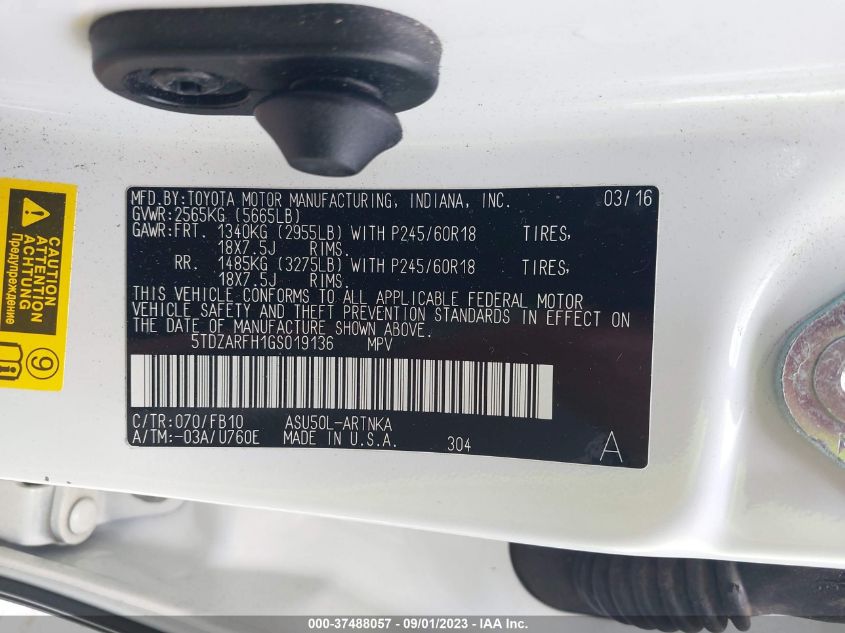 MFD.BY:TOYOTA MOTOR MANUFACTURING, INDIANA, INC. 03/16
GVWR:2565KG (5665LB)
GAWR:FRT. 1340KG (2955LB) WITH P245/60R18 TIRES,
18X7.5J RIMS.
RR. 1485KG (3275LB) WITH P245/60R18 TIRES,
18X7.5J RIMS.
THIS VEHICLE CONFORMS TO ALL APPLICABLE FEDERAL MOTOR
VEHICLE SAFETY AND THEFT PREVENTION STANDARDS IN EFFECT ON
THE DATE OF MANUFACTURE SHOWN ABOVE.
5TDZARFH1GS019136 MPV
C/TR:070/FB10 ASU50L-ARTNKA
A/TM:-03A/U760E MADE IN U.S.A. 304 A
CAUTION
ATTENTION
ACHTUNG
Предупреждение
9
000-37488057 - 09/01/2023 - IAA Inc.